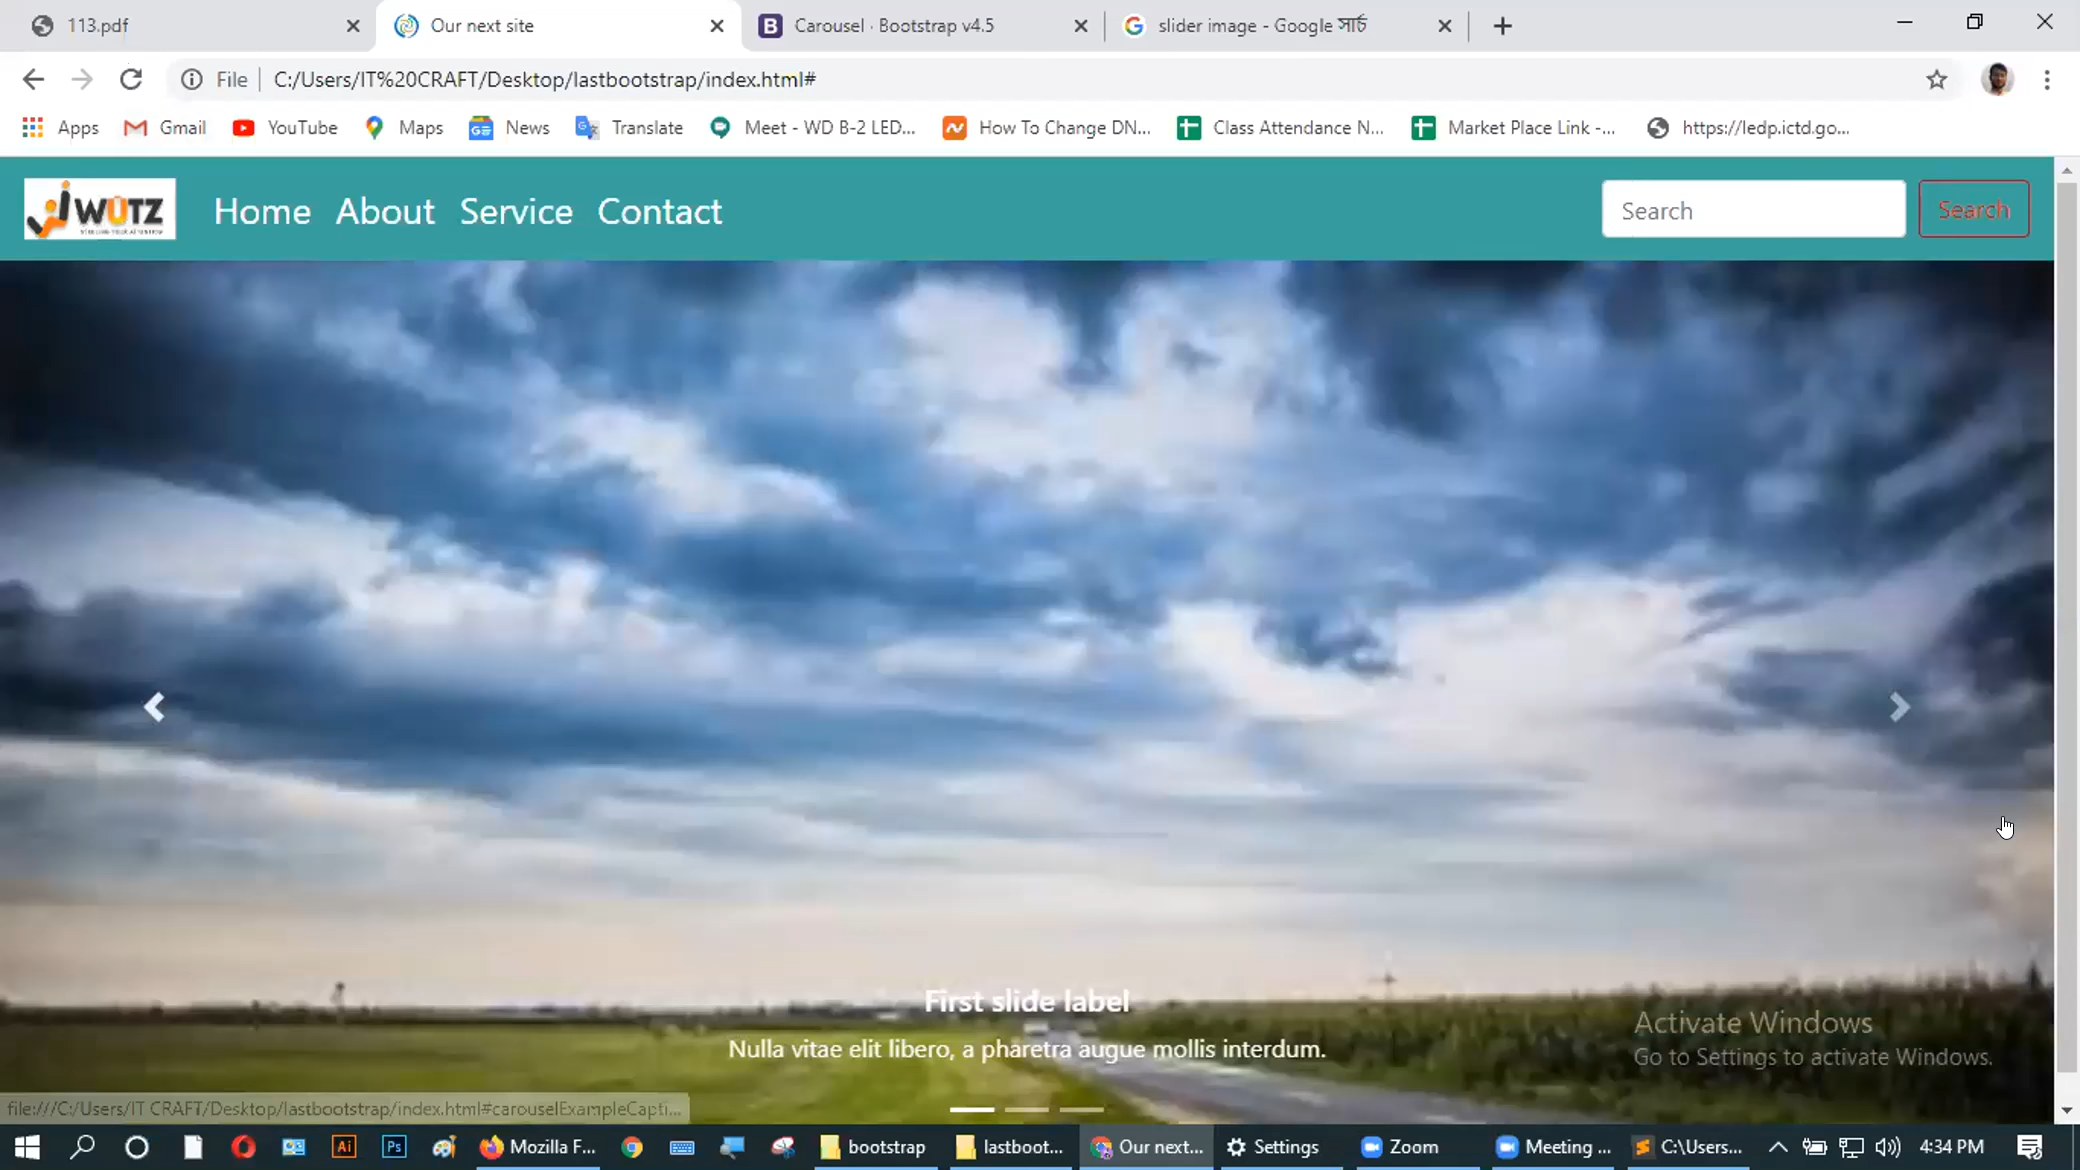 113.pdf
Our next site
Carousel · Bootstrap v4.5
slider image - Google সার্চ
File
C:/Users/IT%20CRAFT/Desktop/lastbootstrap/index.html#
Apps
Gmail
YouTube
Maps
News
Translate
Meet - WD B-2 LED...
How To Change DN...
Class Attendance N...
Market Place Link -...
https://ledp.ictd.go...
WUTZ
Home
About
Service
Contact
Search
Search
First slide label
Nulla vitae elit libero, a pharetra augue mollis interdum.
Activate Windows
Go to Settings to activate Windows.
file:///C:/Users/IT CRAFT/Desktop/lastbootstrap/index.html#carouselExampleCapti...
Ai
Ps
Mozilla F...
bootstrap
lastboot...
Our next...
Settings
Zoom
Meeting ...
C:\Users...
4:34 PM